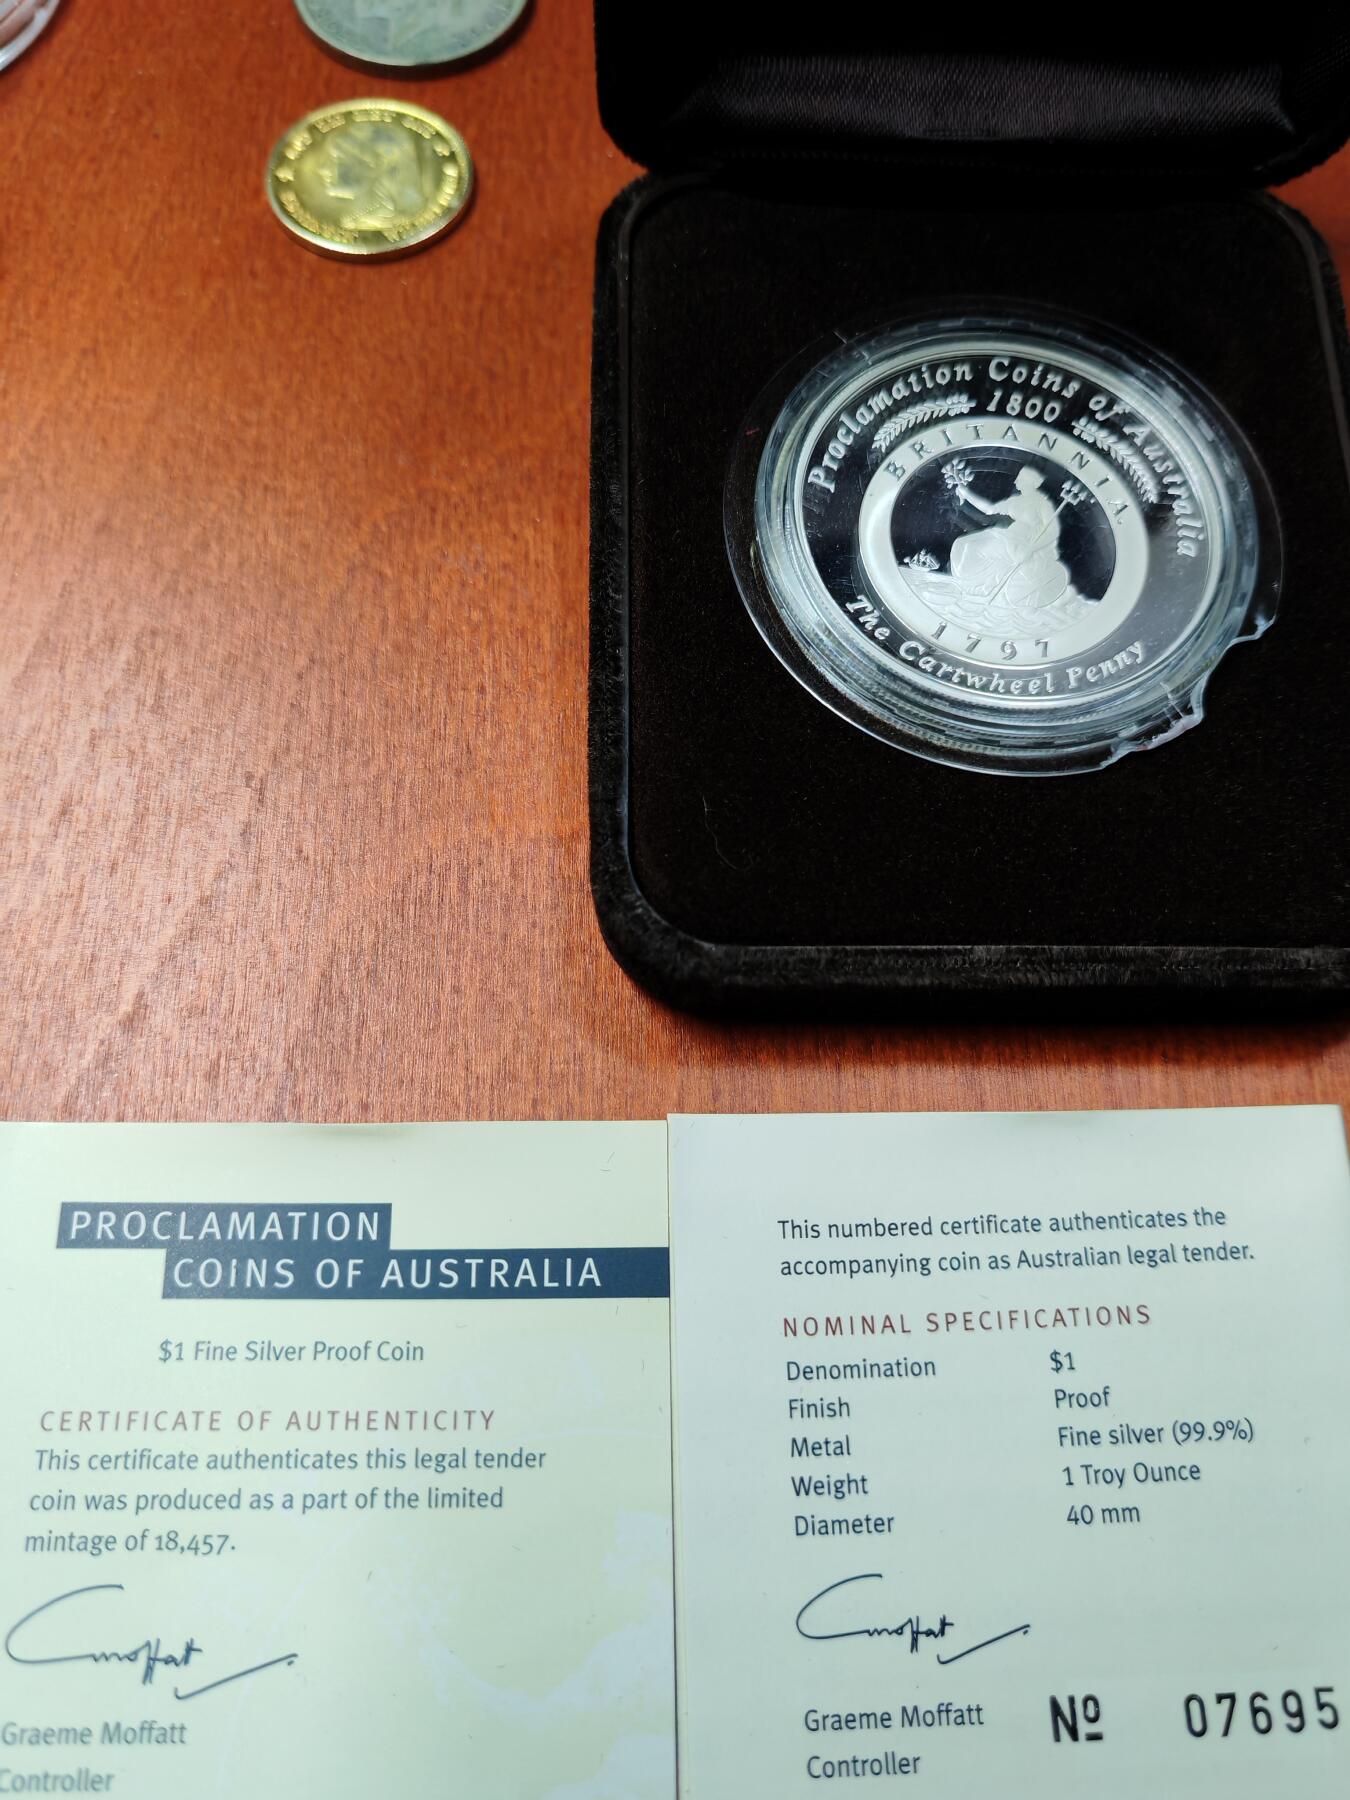 Proclamation Coins of Australia
1800
BRITANNIA
1797
The Cartwheel Penny
PROCLAMATION
COINS OF AUSTRALIA
$1 Fine Silver Proof Coin
CERTIFICATE OF AUTHENTICITY
This certificate authenticates this legal tender
coin was produced as a part of the limited
mintage of 18,457.
Cmoffat
Graeme Moffatt
Controller
This numbered certificate authenticates the
accompanying coin as Australian legal tender.
NOMINAL SPECIFICATIONS
Denomination $1
Finish Proof
Metal Fine silver (99.9%)
Weight 1 Troy Ounce
Diameter 40 mm
Cmoffat
Graeme Moffatt
Controller
Nº 07695